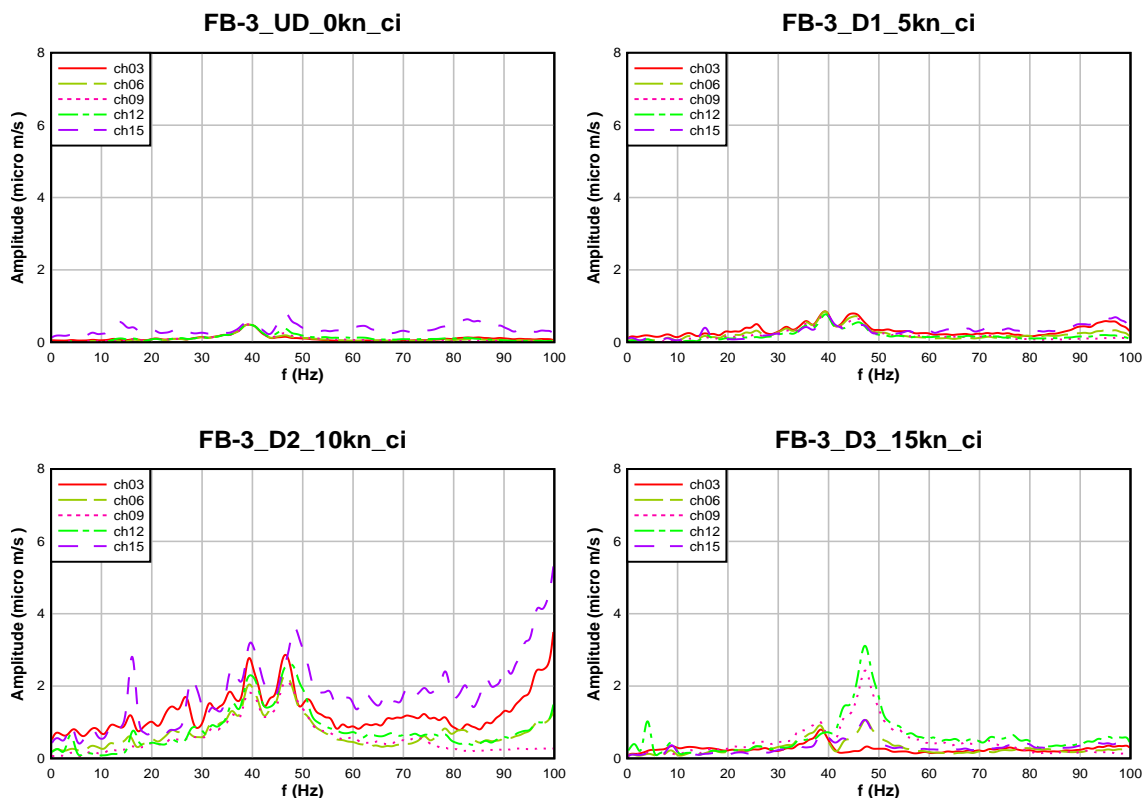 FB-3_UD_0kn_ci
8
6
4
2
0
Amplitude (micro m/s )
ch03
ch06
ch09
ch12
ch15
0 10 20 30 40 50 60 70 80 90 100
f (Hz)
FB-3_D1_5kn_ci
8
6
4
2
0
Amplitude (micro m/s )
ch03
ch06
ch09
ch12
ch15
0 10 20 30 40 50 60 70 80 90 100
f (Hz)
FB-3_D2_10kn_ci
8
6
4
2
0
Amplitude (micro m/s )
ch03
ch06
ch09
ch12
ch15
0 10 20 30 40 50 60 70 80 90 100
f (Hz)
FB-3_D3_15kn_ci
8
6
4
2
0
Amplitude (micro m/s )
ch03
ch06
ch09
ch12
ch15
0 10 20 30 40 50 60 70 80 90 100
f (Hz)